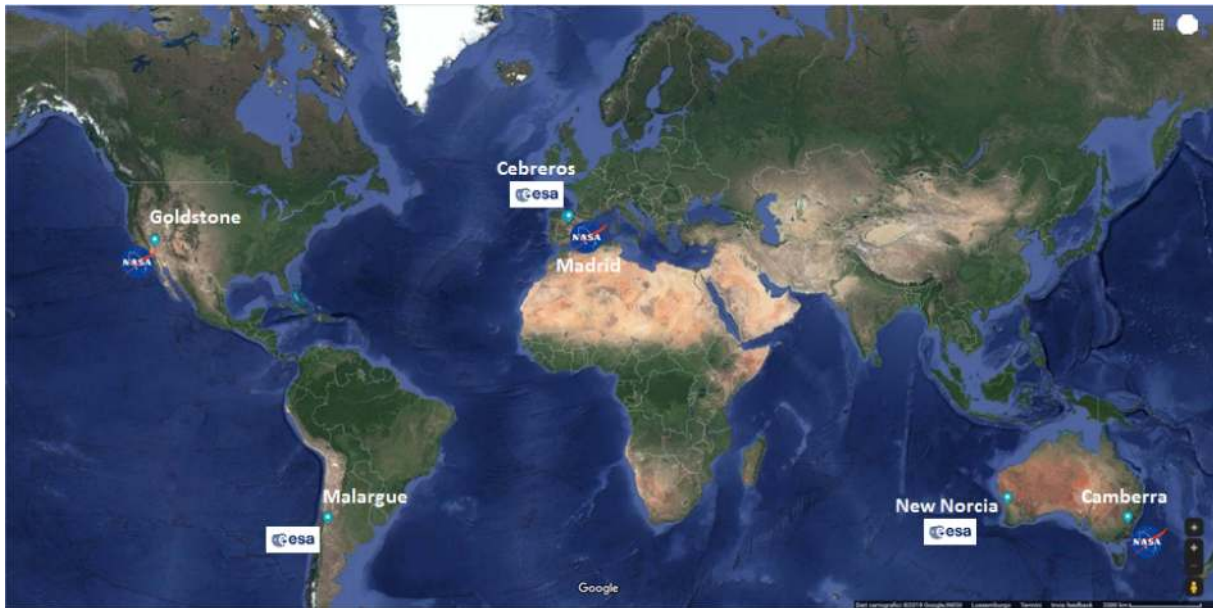 Cebreros
esa
Goldstone
NASA
NASA
Madrid
Malargue
esa
New Norcia
esa
Camberra
NASA
Google